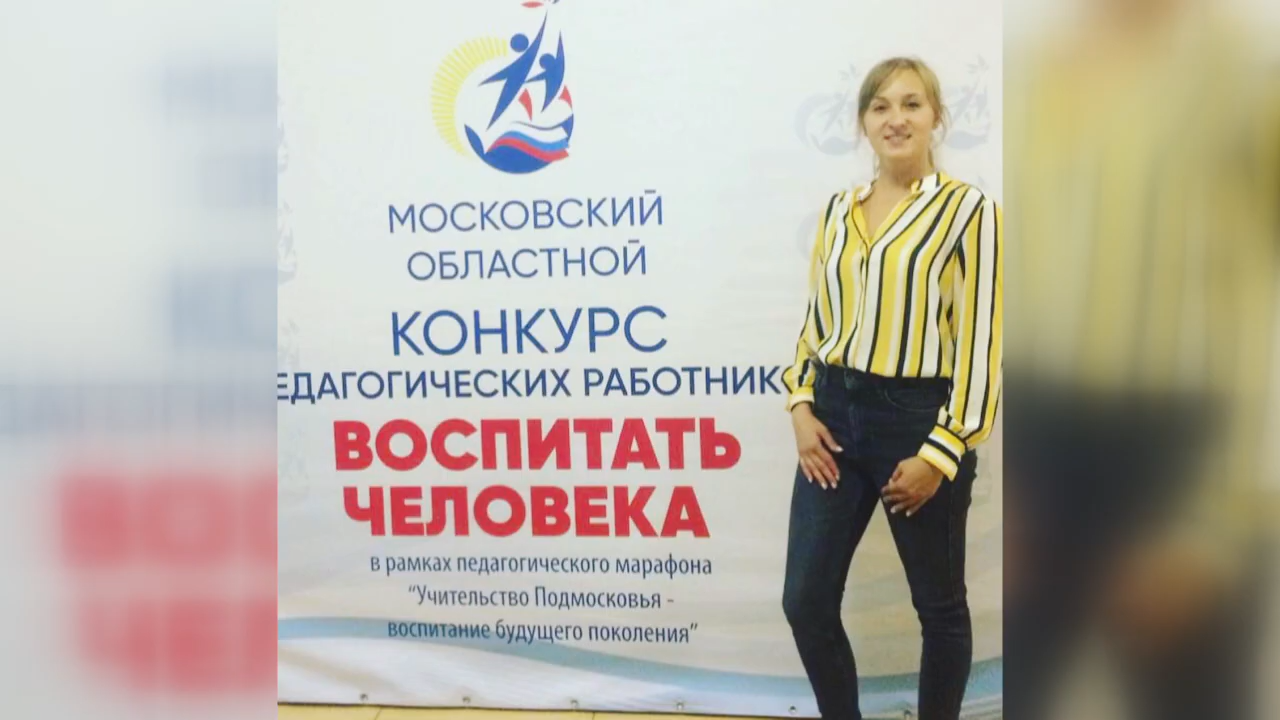 МОСКОВСКИЙ
ОБЛАСТНОЙ
КОНКУРС
ЕДАГОГИЧЕСКИХ РАБОТНИК
ВОСПИТАТЬ
ЧЕЛОВЕКА
в рамках педагогического марафона
“Учительство Подмосковья -
воспитание будущего поколения”